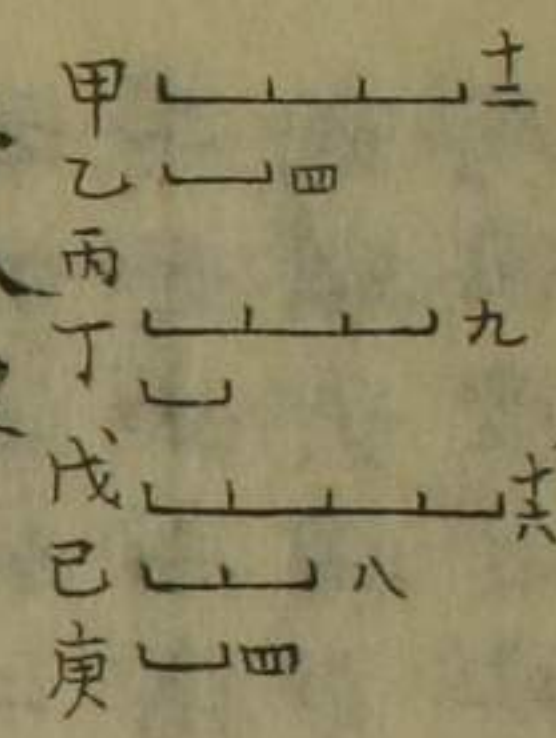 甲 十二
乙 四
丙
丁 九
戊 十六
己 八
庚 四